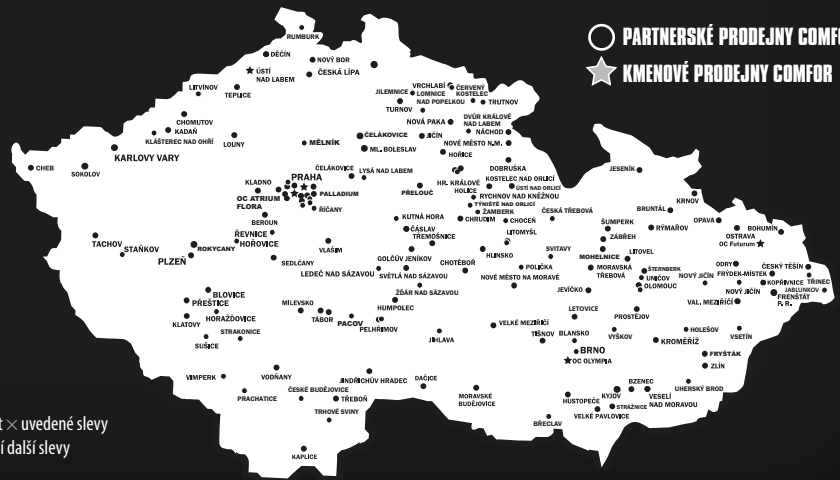 PARTNERSKÉ PRODEJNY COMFO
KMENOVÉ PRODEJNY COMFOR
RUMBURK
DĚČÍN
NOVÝ BOR
ÚSTÍ
NAD LABEM
ČESKÁ LÍPA
LITVÍNOV
TEPLICE
JILEMNICE
VRCHLABÍ
ČERVENÝ
KOSTELEC
LOMNICE
NAD POPELKOU
TRUTNOV
TURNOV
CHOMUTOV
KADAŇ
KLÁŠTEREC NAD OHŘÍ
LOUNY
MĚLNÍK
NOVÁ PAKA
DVŮR KRÁLOVÉ
NAD LABEM
ČELÁKOVICE
JIČÍN
NÁCHOD
ML. BOLESLAV
NOVÉ MĚSTO N.M.
HOŘICE
KARLOVY VARY
CHEB
SOKOLOV
ČELÁKOVICE
LYSÁ NAD LABEM
DOBRUŠKA
JESENÍK
KLADNO
PRAHA
PALLADIUM
OC ATRIUM
FLORA
ŘÍČANY
PŘELOUČ
HR. KRÁLOVÉ
HOLICE
KOSTELEC NAD ORLICÍ
ÚSTÍ NAD ORLICÍ
RYCHNOV NAD KNĚŽNOU
TÝNIŠTĚ NAD ORLICÍ
ŽAMBERK
KRNOV
BRUNTÁL
BEROUN
KUTNÁ HORA
CHRUDIM
CHOCEŇ
ČESKÁ TŘEBOVÁ
ŠUMPERK
RÝMAŘOV
OPAVA
BOHUMÍN
OSTRAVA
OC Futurum
ŘEVNICE
HOŘOVICE
ROKYCANY
ČÁSLAV
TŘEMOŠNICE
LITOMYŠL
ZÁBŘEH
TACHOV
STAŇKOV
PLZEŇ
VLAŠIM
SEDLČANY
GOLČŮV JENÍKOV
CHOTĚBOŘ
HLINSKO
SVITAVY
MOHELNICE
LITOVEL
LEDEČ NAD SÁZAVOU
SVĚTLÁ NAD SÁZAVOU
POLIČKA
NOVÉ MĚSTO NA MORAVĚ
MORAVSKÁ
TŘEBOVÁ
ŠTERNBERK
UNIČOV
OLOMOUC
ODRY
NOVÝ JIČÍN
FRÝDEK-MÍSTEK
ČESKÝ TĚŠÍN
KOPŘIVNICE
TŘINEC
JABLUNKOV
NOVÝ JIČÍN
FRENŠTÁT
P. R.
BLOVICE
PŘEŠTICE
ŽĎÁR NAD SÁZAVOU
JEVÍČKO
VAL. MEZIŘÍČÍ
MILEVSKO
HUMPOLEC
LETOVICE
PROSTĚJOV
HORAŽĎOVICE
KLATOVY
TÁBOR
PACOV
PELHŘIMOV
VELKÉ MEZIŘÍČÍ
STRAKONICE
SUŠICE
JIHLAVA
TIŠNOV
BLANSKO
VYŠKOV
HOLEŠOV
VSETÍN
KROMĚŘÍŽ
BRNO
OC OLYMPIA
FRYŠTÁK
ZLÍN
VIMPERK
VODŇANY
JINDŘICHŮV HRADEC
DAČICE
PRACHATICE
ČESKÉ BUDĚJOVICE
TŘEBOŇ
MORAVSKÉ
BUDĚJOVICE
BZENEC
UHERSKÝ BROD
HUSTOPEČE
KYJOV
VESELÍ
NAD MORAVOU
STRÁŽNICE
VELKÉ PAVLOVICE
TRHOVÉ SVINY
BŘECLAV
KAPLICE
t × uvedené slevy
í další slevy